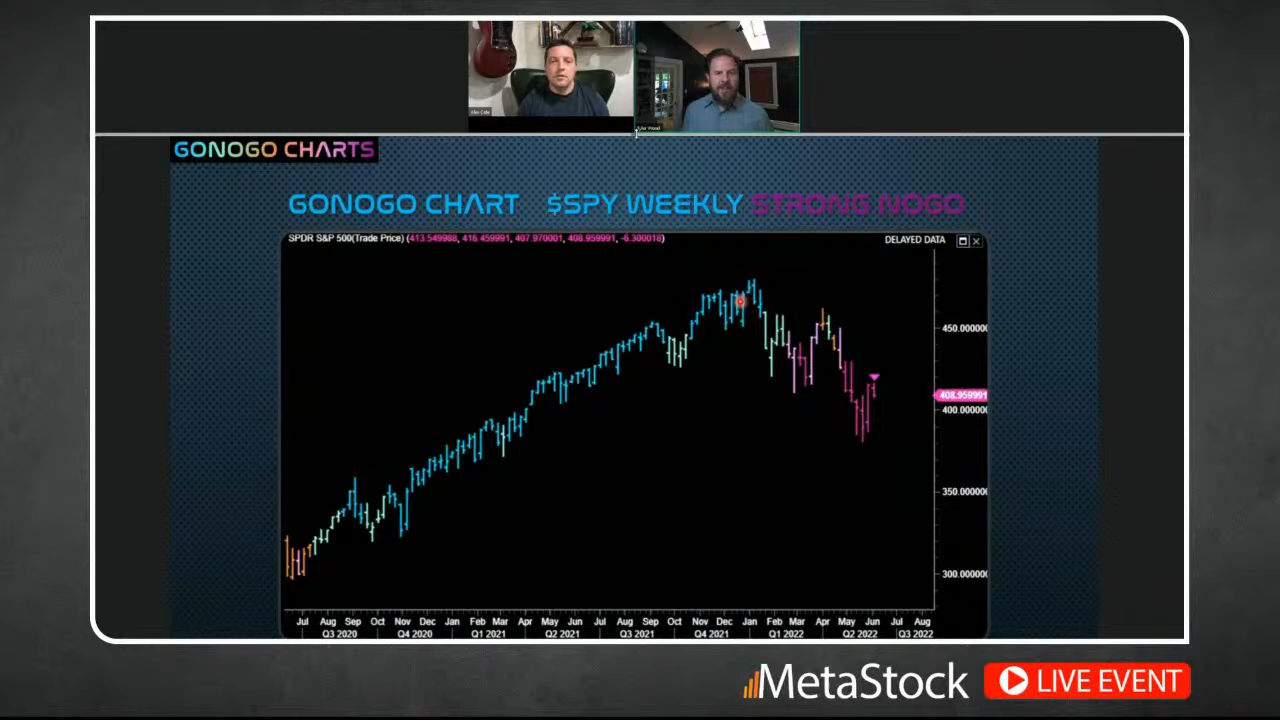 Alex Cole
Tyler Wood
GONOGO CHARTS
GONOGO CHART $SPY WEEKLY STRONG NOGO
SPDR S&P 500(Trade Price) (413.549988, 416.459991, 407.970001, 408.959991, -6.300018)
DELAYED DATA
450.000000
408.959991
400.000000
350.000000
300.000000
Jul Aug Sep Oct Nov Dec Jan Feb Mar Apr May Jun Jul Aug Sep Oct Nov Dec Jan Feb Mar Apr May Jun Jul Aug
Q3 2020 Q4 2020 Q1 2021 Q2 2021 Q3 2021 Q4 2021 Q1 2022 Q2 2022 Q3 2022
MetaStock LIVE EVENT